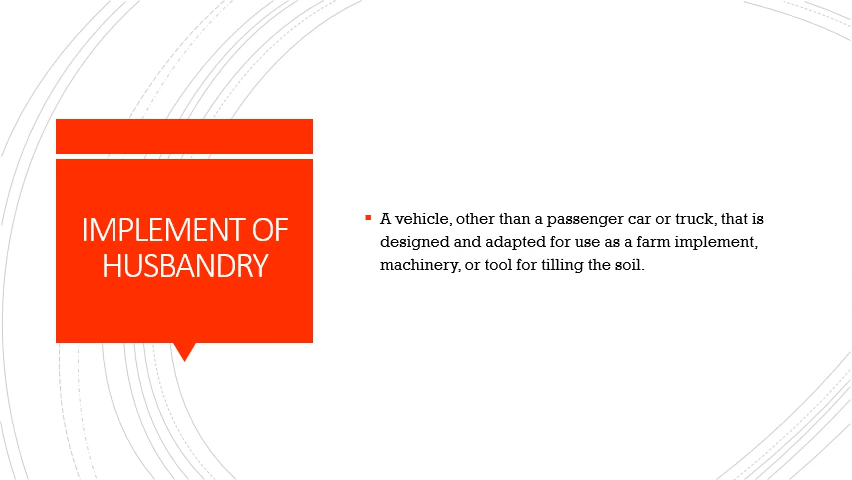 IMPLEMENT OF
HUSBANDRY
A vehicle, other than a passenger car or truck, that is
designed and adapted for use as a farm implement,
machinery, or tool for tilling the soil.